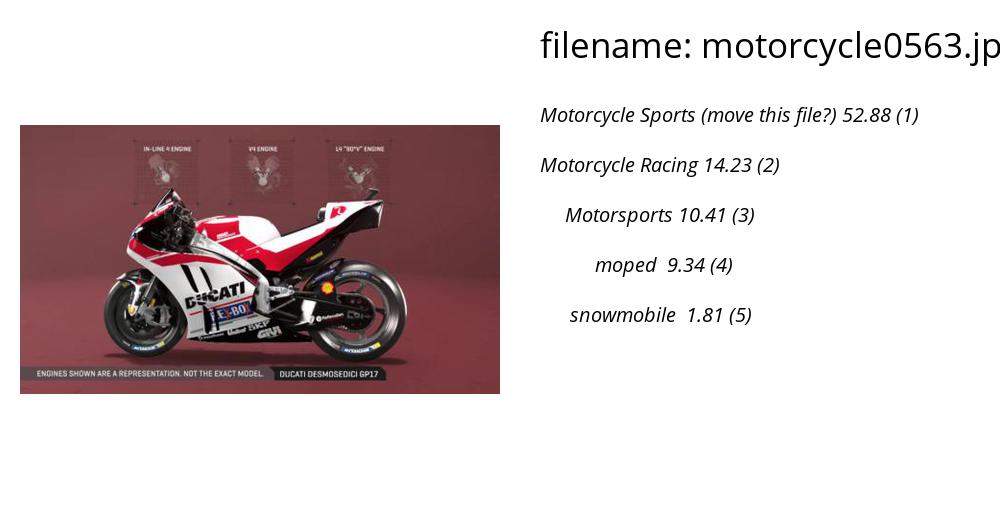 filename: motorcycle0563.jp
Motorcycle Sports (move this file?) 52.88 (1)
Motorcycle Racing 14.23 (2)
Motorsports 10.41 (3)
moped 9.34 (4)
snowmobile 1.81 (5)
IN-LINE 4 ENGINE
V4 ENGINE
L4 "90°V" ENGINE
DUCATI
SKF
GIVI
ENGINES SHOWN ARE A REPRESENTATION. NOT THE EXACT MODEL.
DUCATI DESMOSEDICI GP17